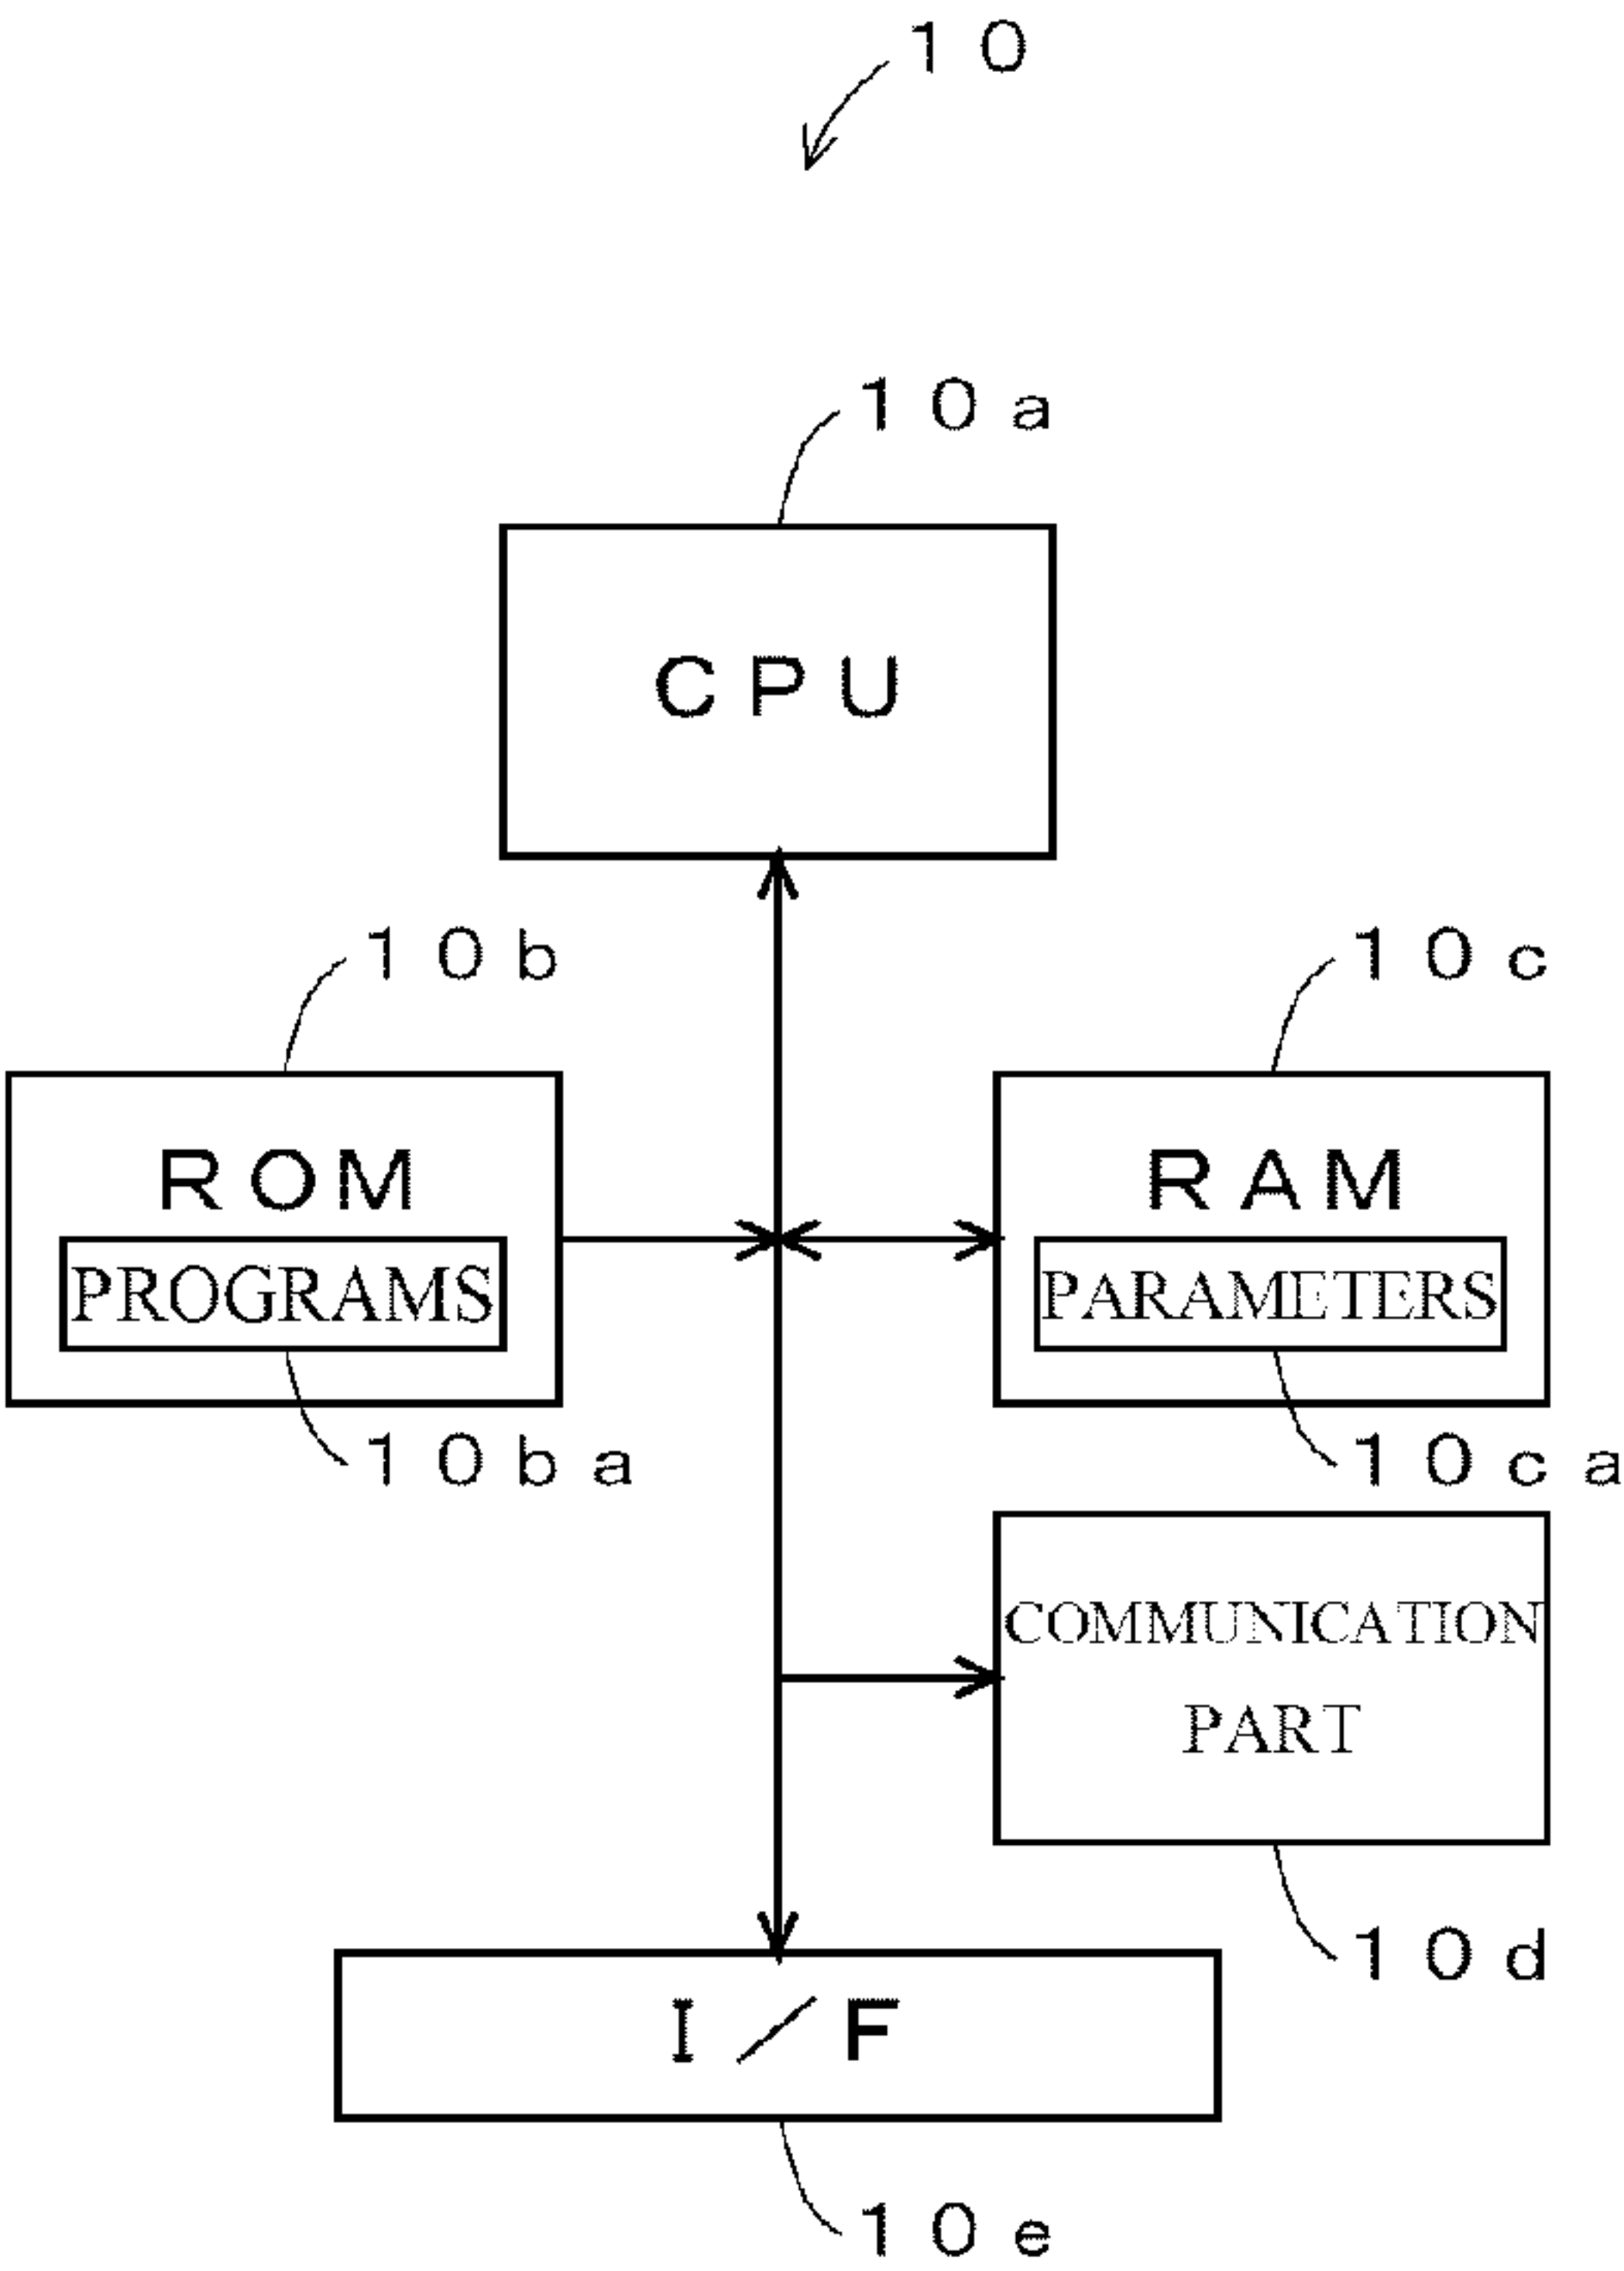 10
10a
CPU
10b
10c
ROM
RAM
PROGRAMS
PARAMETERS
10ba
10ca
COMMUNICATION
PART
10d
I/F
10e